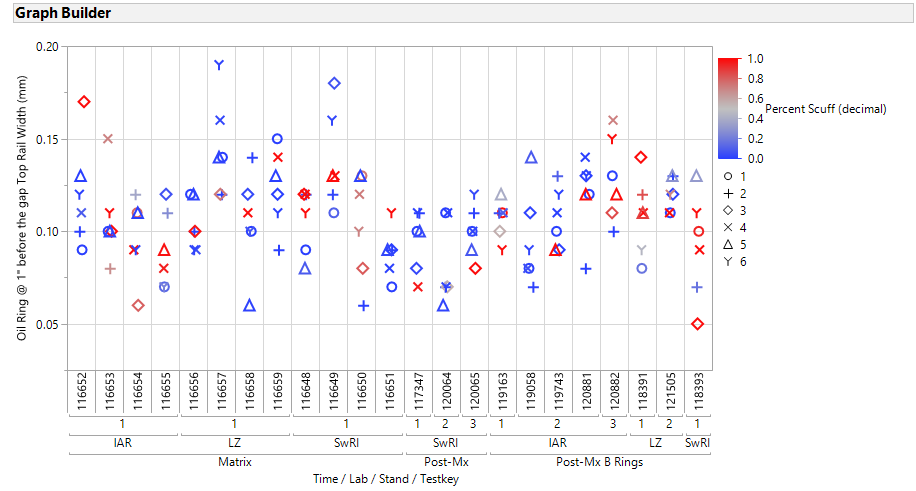 Graph Builder
Oil Ring @ 1" before the gap Top Rail Width (mm)
0.20
0.15
0.10
0.05
1.0
0.8
0.6
0.4
0.2
0.0
Percent Scuff (decimal)
1
2
3
4
5
6
116652 116653 116654 116655 116656 116657 116658 116659 116648 116649 116650 116651 117347 120064 120065 119163 119058 119743 120881 120882 118391 121505 118393
1 1 1 1 2 3 1 2 3 1 2 1
IAR LZ SwRI SwRI IAR LZ SwRI
Matrix Post-Mx Post-Mx B Rings
Time / Lab / Stand / Testkey